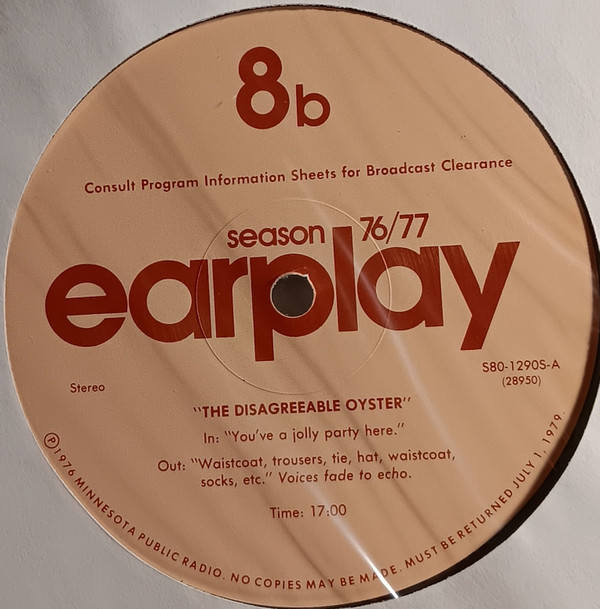 8b
Consult Program Information Sheets for Broadcast Clearance
season 76/77
earplay
S80-1290S-A
(28950)
Stereo
"THE DISAGREEABLE OYSTER"
In: "You've a jolly party here."
Out: "Waistcoat, trousers, tie, hat, waistcoat,
socks, etc." Voices fade to echo.
Time: 17:00
Ⓟ 1976 MINNESOTA PUBLIC RADIO. NO COPIES MAY BE MADE. MUST BE RETURNED JULY 1, 1979.